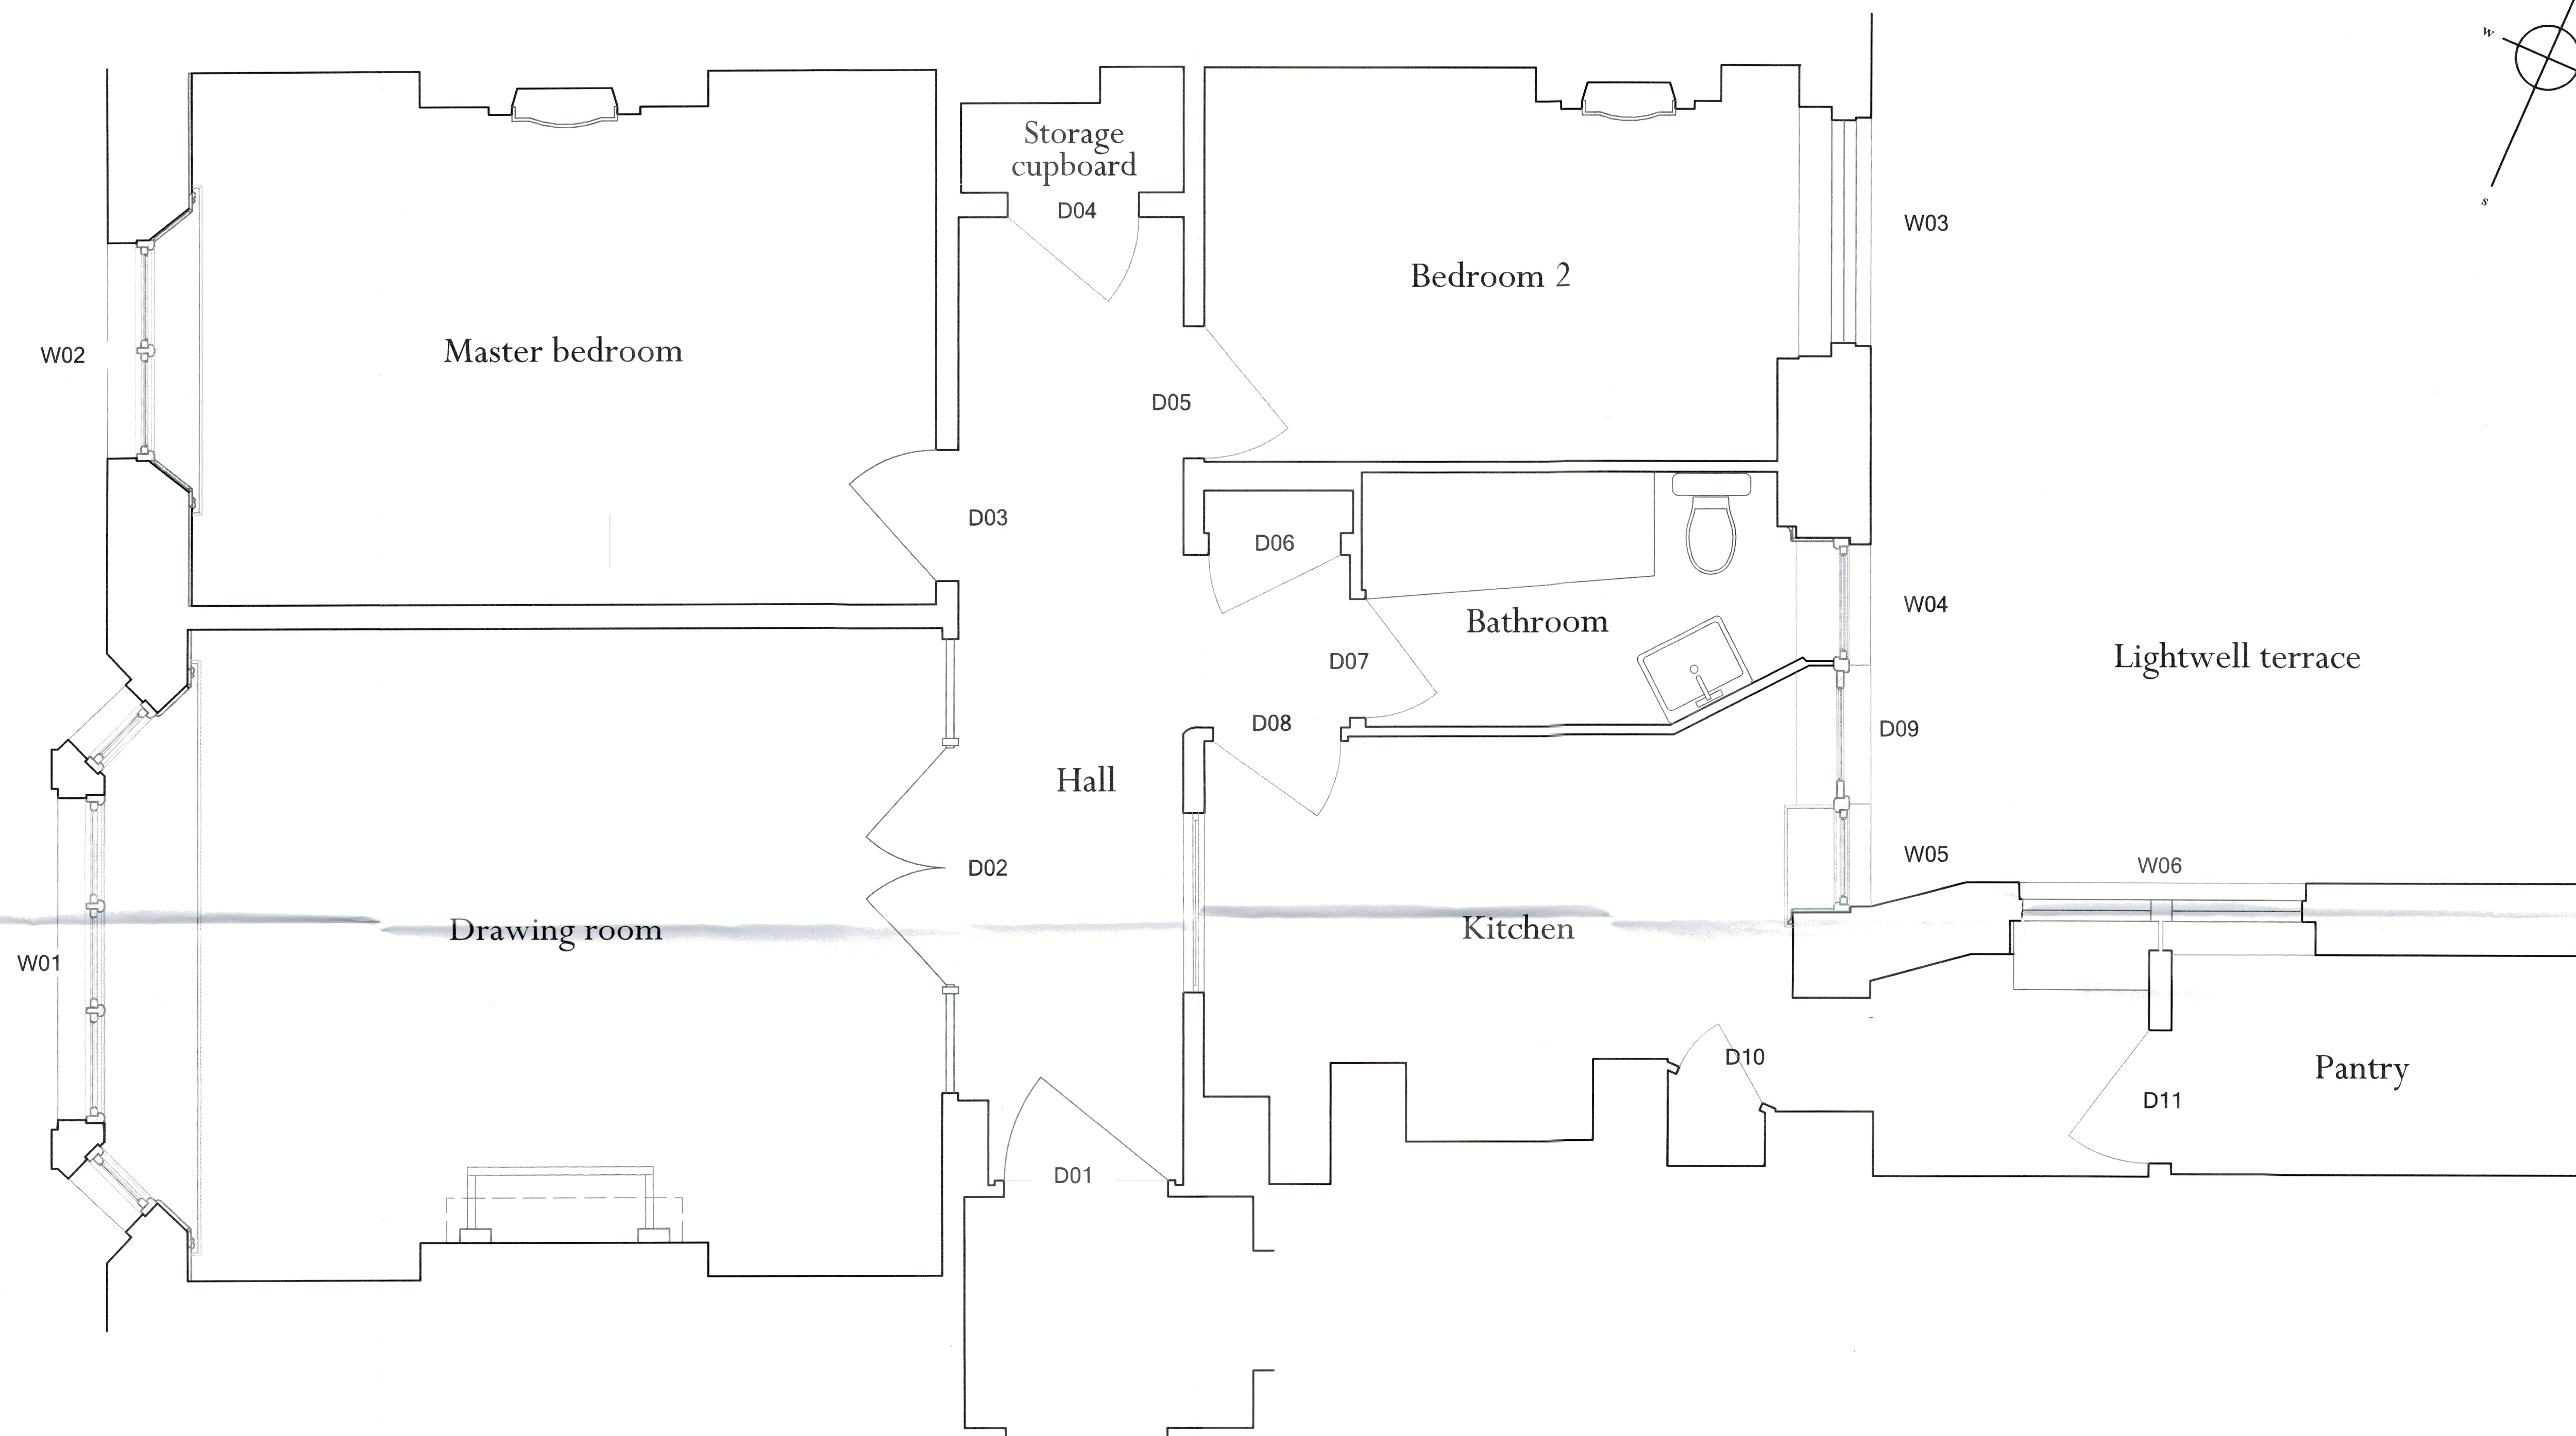 W
S
Storage
cupboard
D04
W03
Bedroom 2
W02
Master bedroom
D05
D03
D06
W04
Bathroom
Lightwell terrace
D07
D08
D09
Hall
W05
W06
D02
Drawing room
Kitchen
W01
D10
Pantry
D11
D01